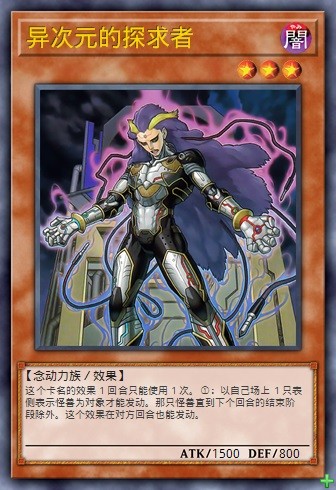 异次元的探求者
闇
【念动力族／效果】
这个卡名的效果1回合只能使用1次。①：以自己场上1只表
侧表示怪兽为对象才能发动。那只怪兽直到下个回合的结束阶
段除外。这个效果在对方回合也能发动。
ATK/1500 DEF/800